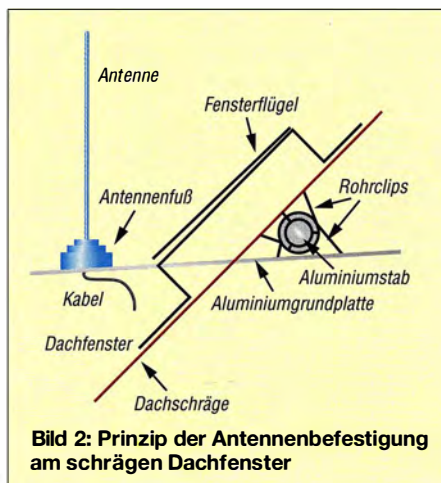 Antenne
Fensterflügel
Antennenfuß
Rohrclips
Aluminiumstab
Kabel
Aluminiumgrundplatte
Dachfenster
Dachschräge
Bild 2: Prinzip der Antennenbefestigung
am schrägen Dachfenster